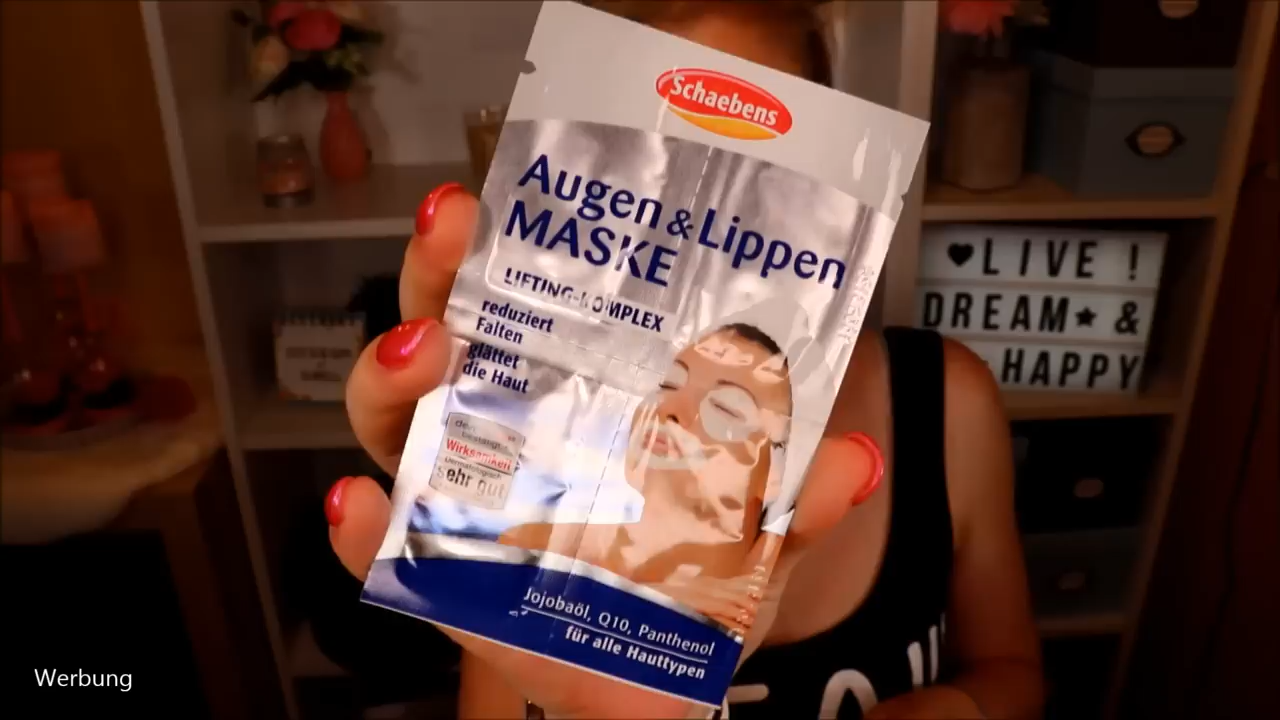 Schaebens
Augen & Lippen
MASKE
LIFTING-KOMPLEX
reduziert
Falten
glättet
die Haut
Wirksamkeit
Dermatologisch
sehr gut
Jojobaöl, Q10, Panthenol
für alle Hauttypen
♥LIVE !
DREAM★ &
HAPPY
Werbung